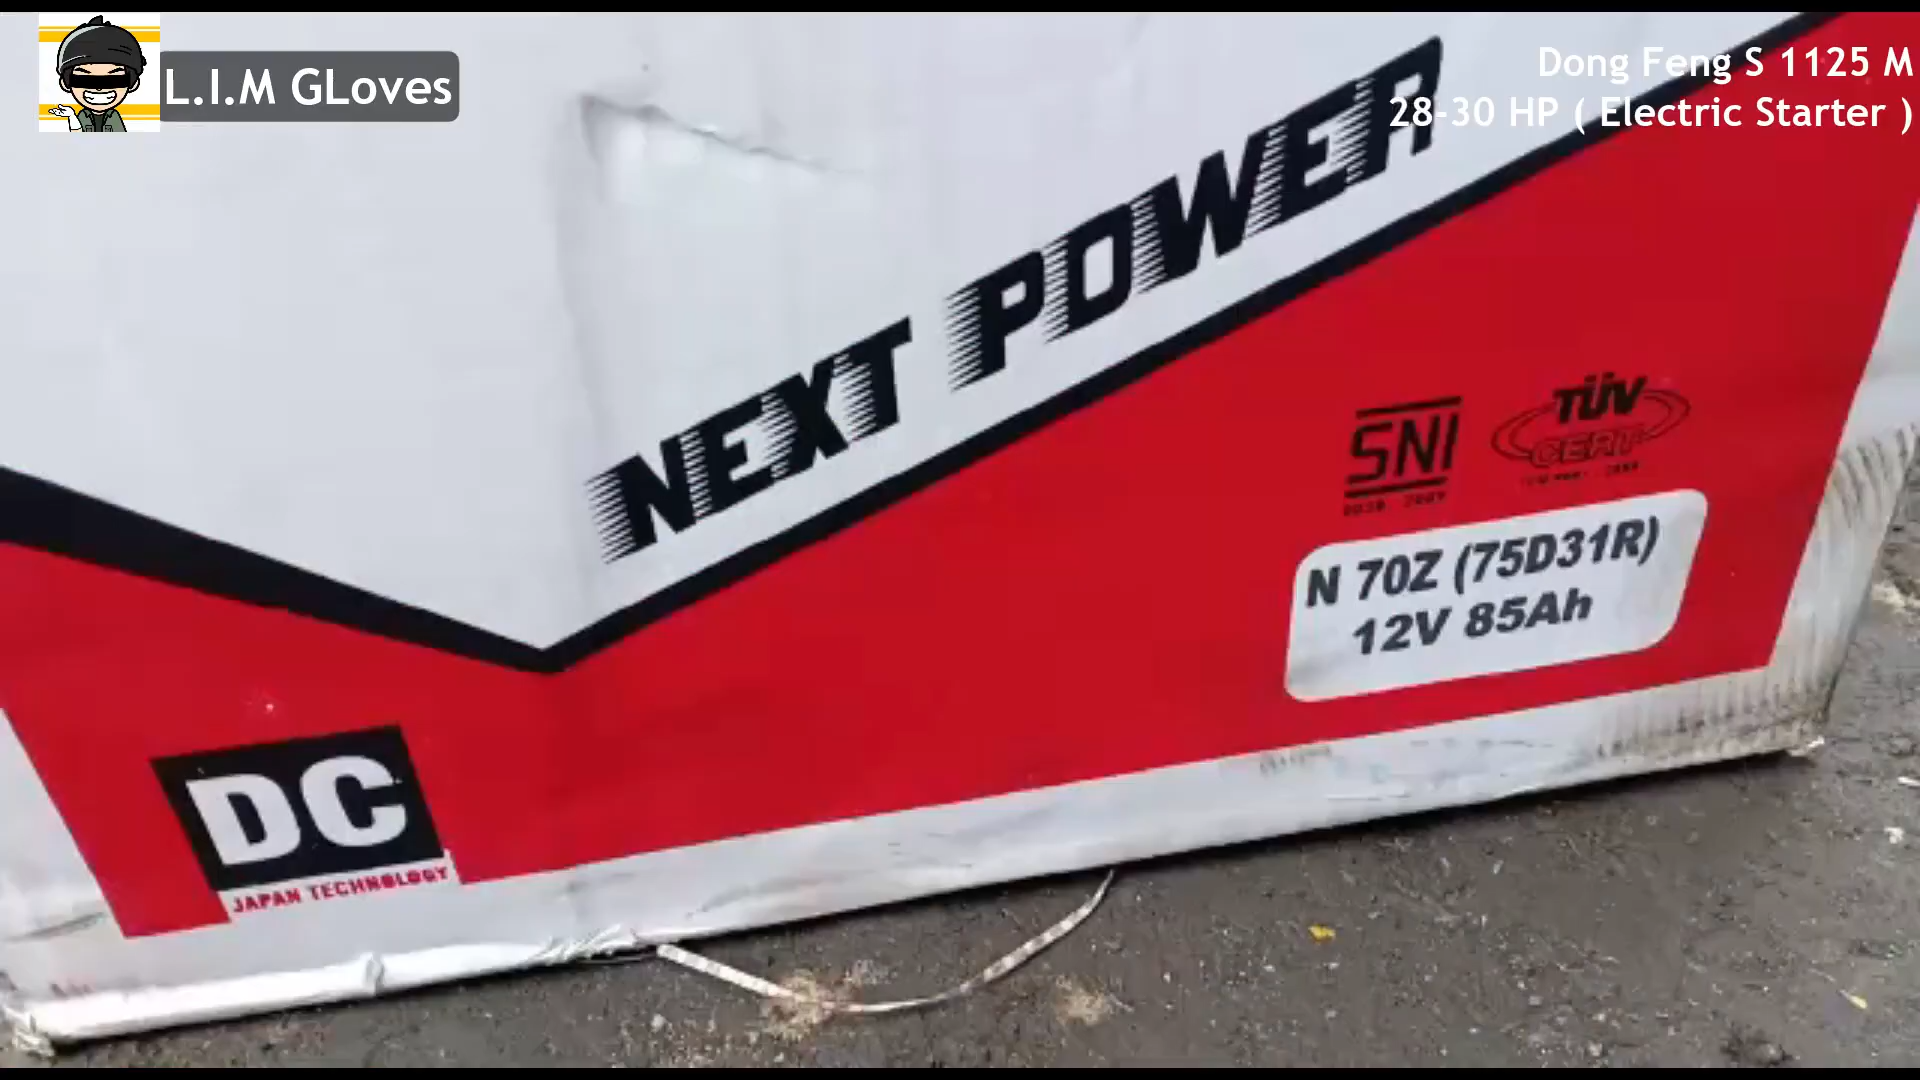 L.I.M GLoves
Dong Feng S 1125 M
28-30 HP ( Electric Starter )
NEXT POWER
SNI
TÜV
CERT
N 70Z (75D31R)
12V 85Ah
DC
JAPAN TECHNOLOGY